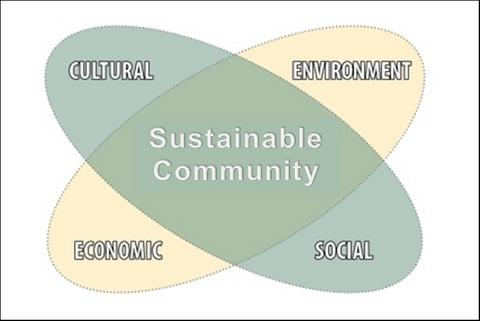 CULTURAL
ENVIRONMENT
Sustainable
Community
ECONOMIC
SOCIAL